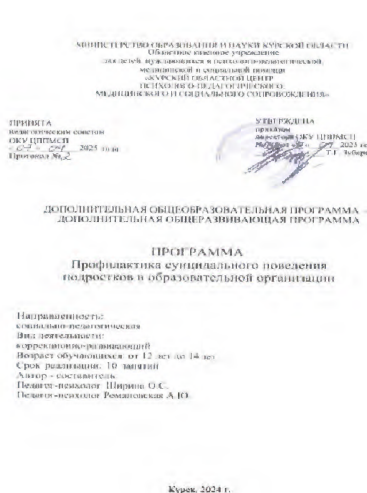 МИНИСТЕРСТВО ОБРАЗОВАНИЯ И НАУКИ КУРСКОЙ ОБЛАСТИ
Областное казенное учреждение
для детей, нуждающихся в психолого-педагогической,
медицинской и социальной помощи
«КУРСКИЙ ОБЛАСТНОЙ ЦЕНТР
ПСИХОЛОГО-ПЕДАГОГИЧЕСКОГО,
МЕДИЦИНСКОГО И СОЦИАЛЬНОГО СОПРОВОЖДЕНИЯ»
ПРИНЯТА
педагогическим советом
ОКУ ЦППМСП
2025 года
Протокол №2
УТВЕРЖДЕНА
приказом
директора ОКУ ЦППМСП
2025
ДОПОЛНИТЕЛЬНАЯ ОБЩЕОБРАЗОВАТЕЛЬНАЯ ПРОГРАММА –
ДОПОЛНИТЕЛЬНАЯ ОБЩЕРАЗВИВАЮЩАЯ ПРОГРАММА
ПРОГРАММА
Профилактика суицидального поведения
подростков в образовательной организации
Направленность:
социально-педагогическая
Вид деятельности:
коррекционно-развивающий
Возраст обучающихся: от 12 лет до 14 лет
Срок реализации: 10 занятий
Автор - составитель:
Педагог-психолог Ширина О.С.
Педагог-психолог Романовская А.Ю.
Курск, 2024 г.